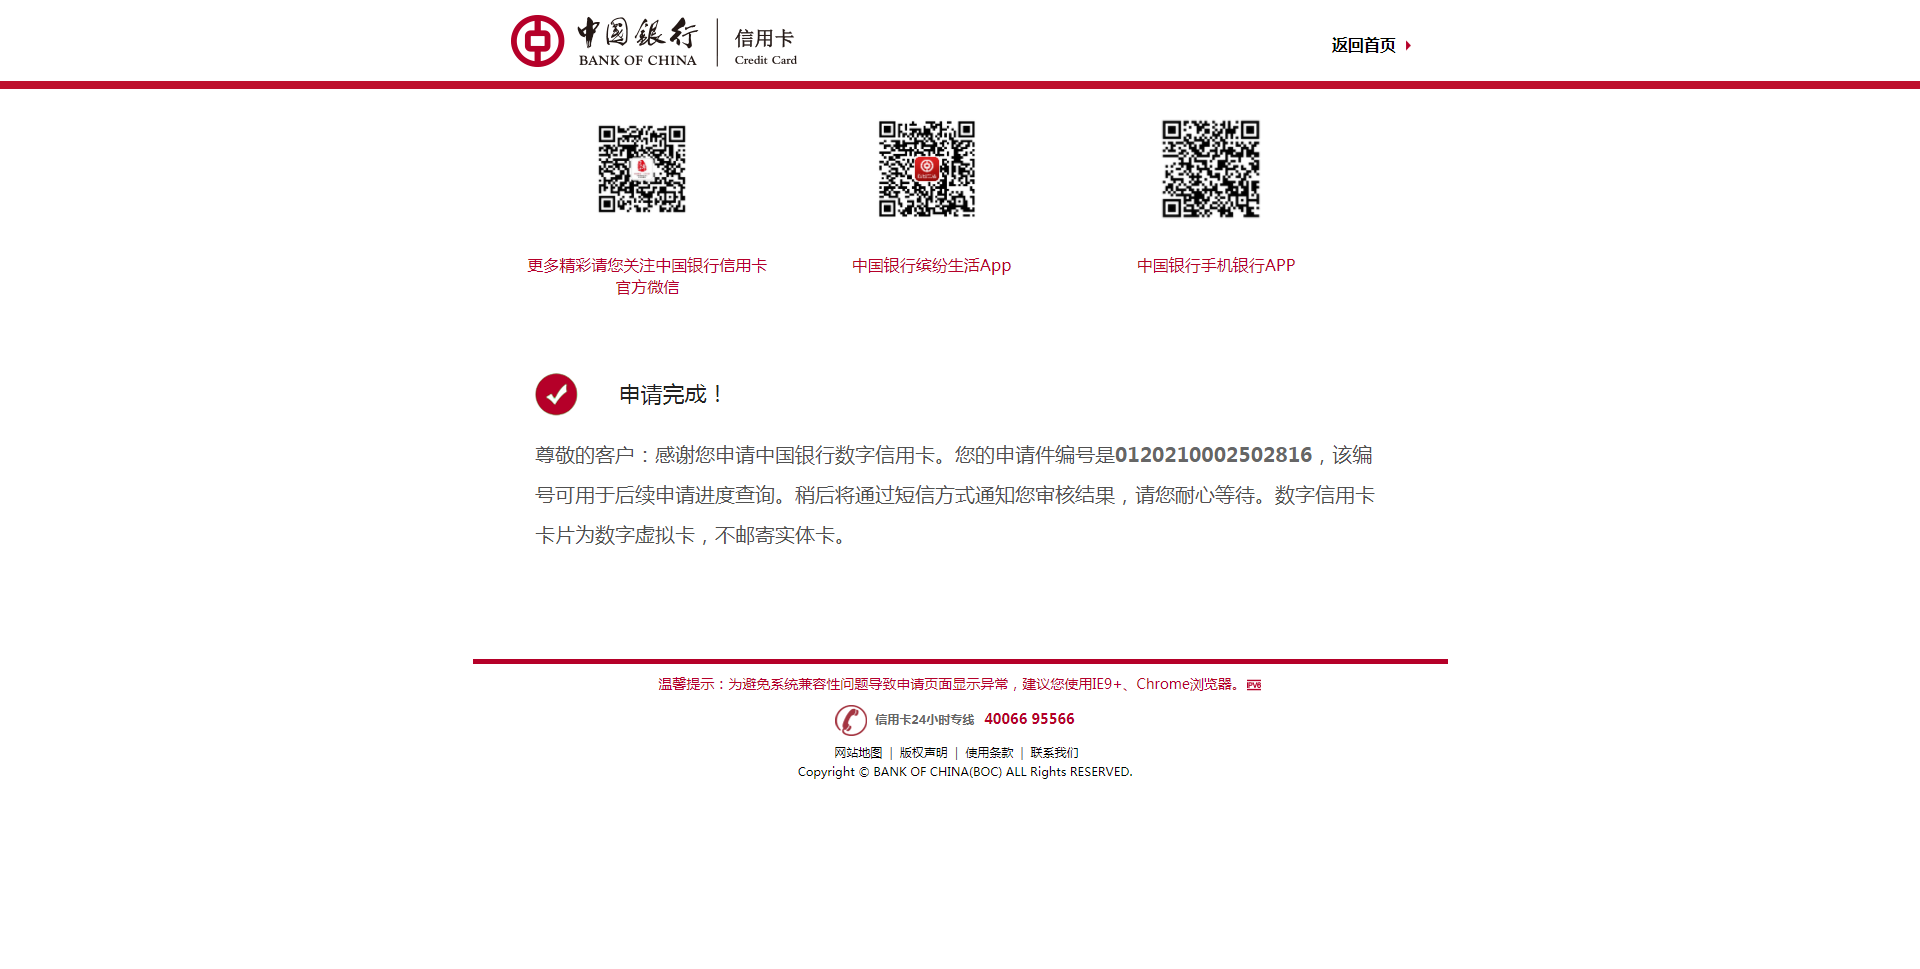 中国银行
BANK OF CHINA
信用卡
Credit Card
返回首页
更多精彩请您关注中国银行信用卡
官方微信
中国银行缤纷生活App
中国银行手机银行APP
申请完成！
尊敬的客户：感谢您申请中国银行数字信用卡。您的申请件编号是0120210002502816，该编
号可用于后续申请进度查询。稍后将通过短信方式通知您审核结果，请您耐心等待。数字信用卡
卡片为数字虚拟卡，不邮寄实体卡。
温馨提示：为避免系统兼容性问题导致申请页面显示异常，建议您使用IE9+、Chrome浏览器。 IPV6
信用卡24小时专线 40066 95566
网站地图 | 版权声明 | 使用条款 | 联系我们
Copyright © BANK OF CHINA(BOC) ALL Rights RESERVED.